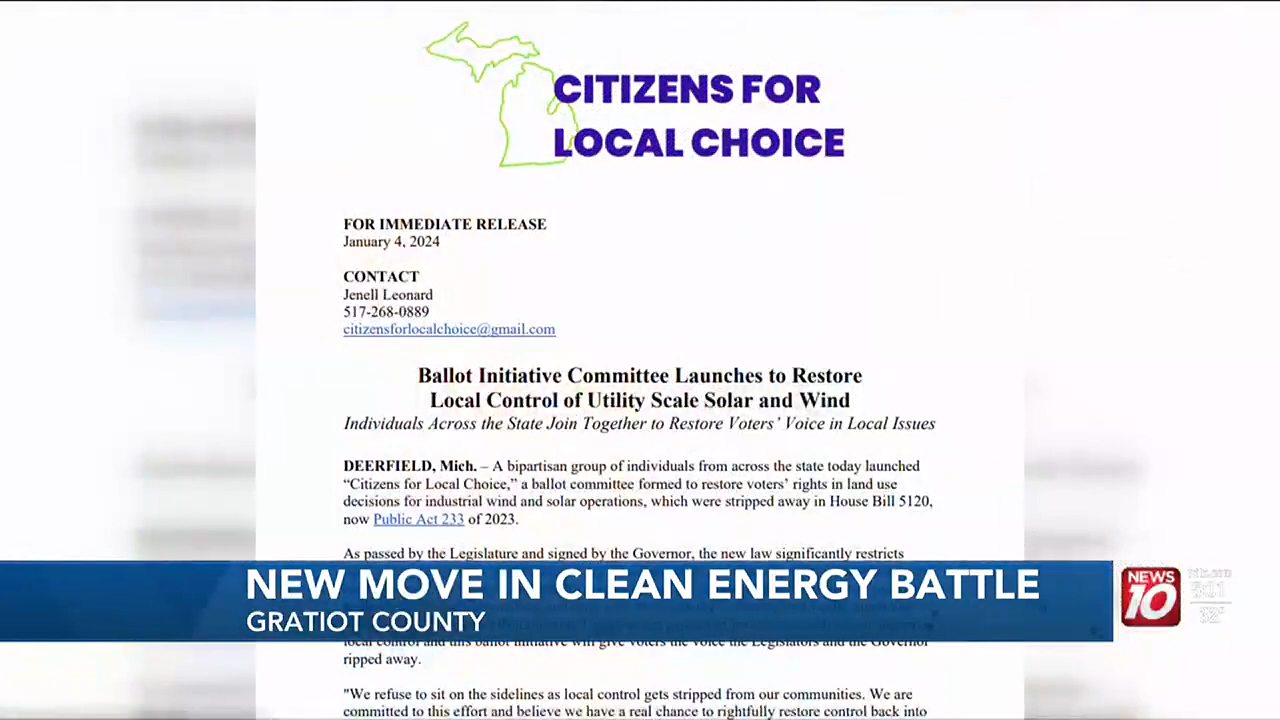 CITIZENS FOR
LOCAL CHOICE
FOR IMMEDIATE RELEASE
January 4, 2024
CONTACT
Jenell Leonard
517-268-0889
citizensforlocalchoice@gmail.com
Ballot Initiative Committee Launches to Restore
Local Control of Utility Scale Solar and Wind
Individuals Across the State Join Together to Restore Voters’ Voice in Local Issues
DEERFIELD, Mich. – A bipartisan group of individuals from across the state today launched
“Citizens for Local Choice,” a ballot committee formed to restore voters’ rights in land use
decisions for industrial wind and solar operations, which were stripped away in House Bill 5120,
now Public Act 233 of 2023.
As passed by the Legislature and signed by the Governor, the new law significantly restricts
NEW MOVE IN CLEAN ENERGY BATTLE
GRATIOT COUNTY
NEWS
10
local control and this ballot initiative will give voters the voice the Legislators and the Governor
ripped away.
"We refuse to sit on the sidelines as local control gets stripped from our communities. We are
committed to this effort and believe we have a real chance to rightfully restore control back into